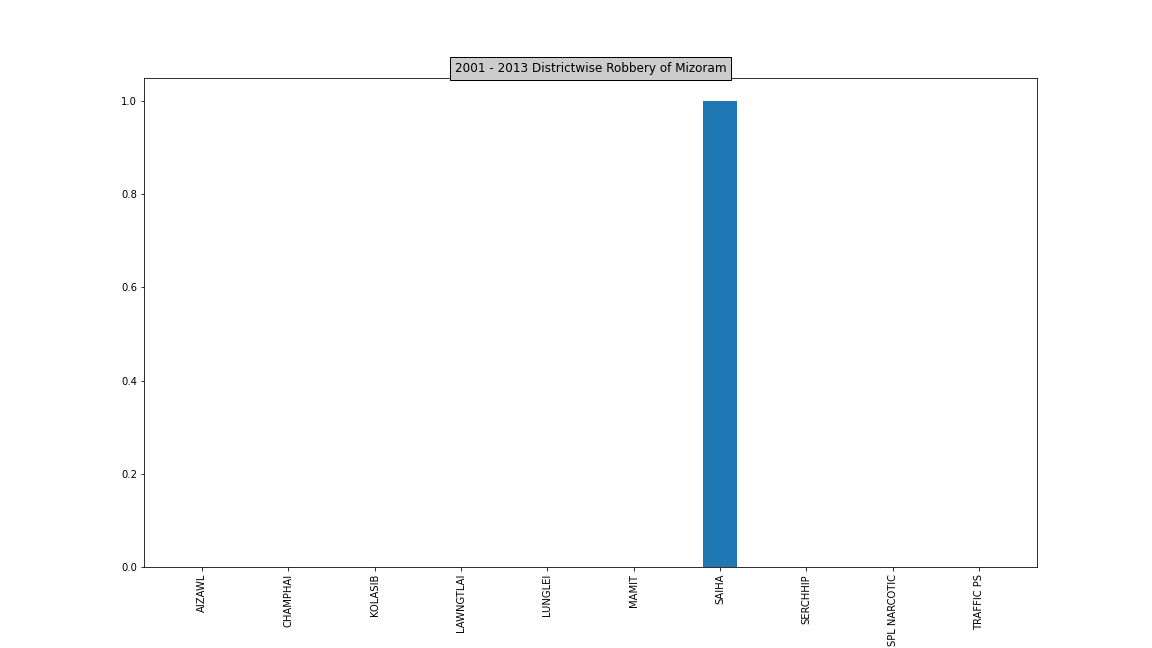 2001 - 2013 Districtwise Robbery of Mizoram
1.0
0.8
0.6
0.4
0.2
0.0
AIZAWL
CHAMPHAI
KOLASIB
LAWNGTLAI
LUNGLEI
MAMIT
SAIHA
SERCHHIP
SPL NARCOTIC
TRAFFIC PS